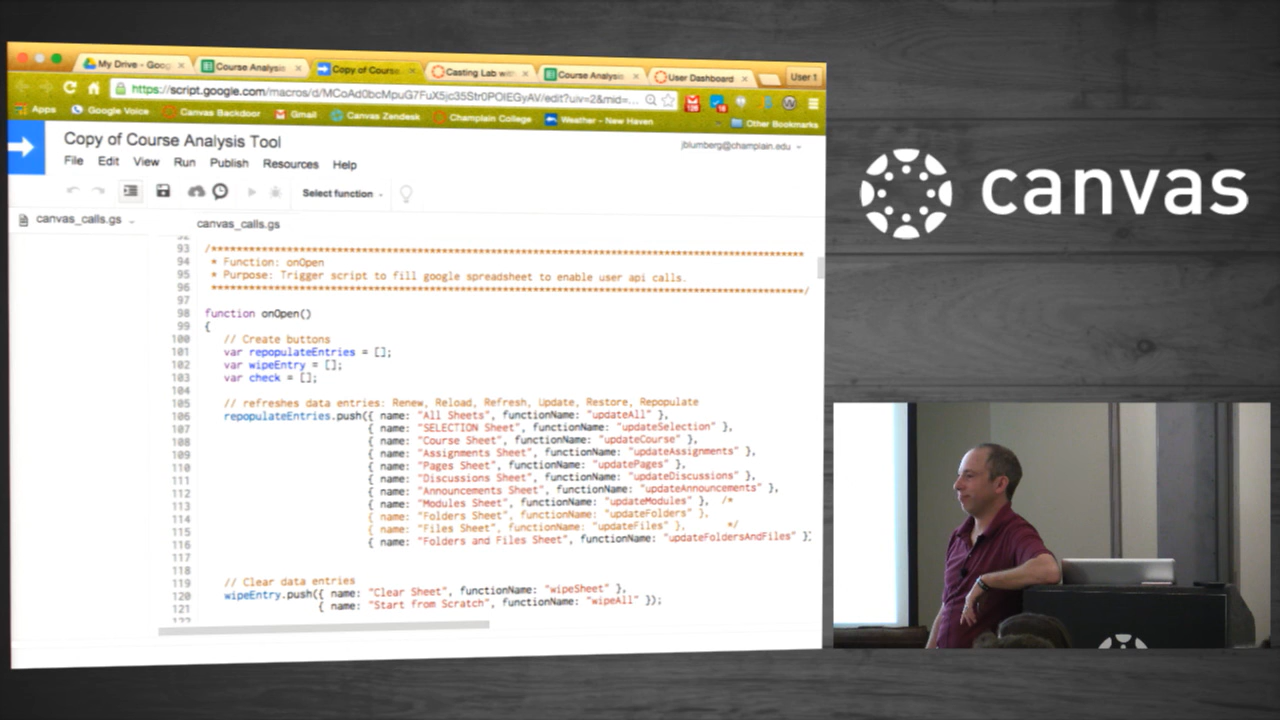 My Drive - Goog
Course Analysis
Copy of Course
Casting Lab with
Course Analysis
User Dashboard
User 1
https://script.google.com/macros/d/MCoAd0bcMpuG7FuX5jc35Str0POIEGyAV/edit?uiv=2&mid=...
Apps
Google Voice
Canvas Backdoor
Gmail
Canvas Zendesk
Champlain College
Weather - New Haven
Other Bookmarks
Copy of Course Analysis Tool
jblumberg@champlain.edu
File Edit View Run Publish Resources Help
Select function
canvas_calls.gs
canvas_calls.gs
93 /****************************************************************************************************
94 * Function: onOpen
95 * Purpose: Trigger script to fill google spreadsheet to enable user api calls.
96 ****************************************************************************************************/
97
98 function onOpen()
99 {
100 // Create buttons
101 var repopulateEntries = [];
102 var wipeEntry = [];
103 var check = [];
104
105 // refreshes data entries: Renew, Reload, Refresh, Update, Restore, Repopulate
106 repopulateEntries.push({ name: "All Sheets", functionName: "updateAll" },
107 { name: "SELECTION Sheet", functionName: "updateSelection" },
108 { name: "Course Sheet", functionName: "updateCourse" },
109 { name: "Assignments Sheet", functionName: "updateAssignments" },
110 { name: "Pages Sheet", functionName: "updatePages" },
111 { name: "Discussions Sheet", functionName: "updateDiscussions" },
112 { name: "Announcements Sheet", functionName: "updateAnnouncements" },
113 { name: "Modules Sheet", functionName: "updateModules" }, /*
114 { name: "Folders Sheet", functionName: "updateFolders" },
115 { name: "Files Sheet", functionName: "updateFiles" }, */
116 { name: "Folders and Files Sheet", functionName: "updateFoldersAndFiles" }
117
118
119 // Clear data entries
120 wipeEntry.push({ name: "Clear Sheet", functionName: "wipeSheet" },
121 { name: "Start from Scratch", functionName: "wipeAll" });
canvas